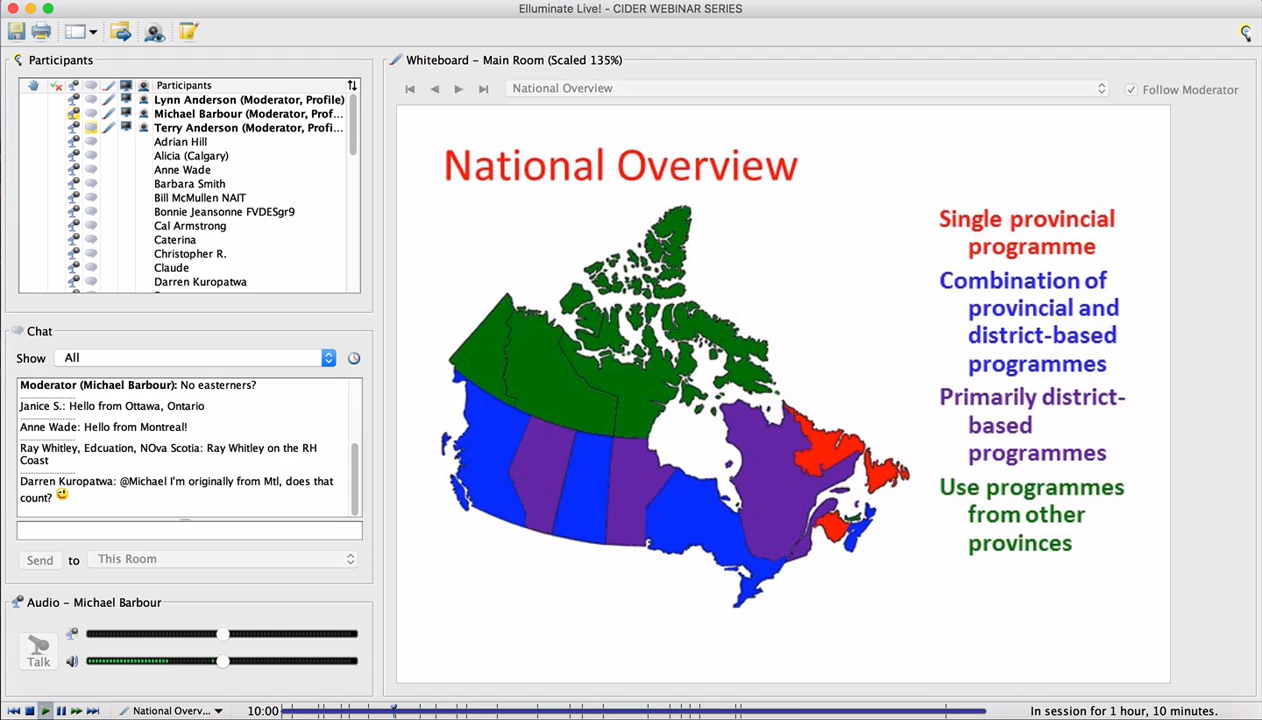 Elluminate Live! - CIDER WEBINAR SERIES
Participants
Participants
Lynn Anderson (Moderator, Profile)
Michael Barbour (Moderator, Prof...
Terry Anderson (Moderator, Profi...
Adrian Hill
Alicia (Calgary)
Anne Wade
Barbara Smith
Bill McMullen NAIT
Bonnie Jeansonne FVDESgr9
Cal Armstrong
Caterina
Christopher R.
Claude
Darren Kuropatwa
Chat
Show All
Moderator (Michael Barbour): No easterners?
Janice S.: Hello from Ottawa, Ontario
Anne Wade: Hello from Montreal!
Ray Whitley, Edcuation, NOva Scotia: Ray Whitley on the RH
Coast
Darren Kuropatwa: @Michael I'm originally from Mtl, does that
count?
Send to This Room
Audio – Michael Barbour
Talk
Whiteboard – Main Room (Scaled 135%)
National Overview
Follow Moderator
National Overview
Single provincial
programme
Combination of
provincial and
district-based
programmes
Primarily district-
based
programmes
Use programmes
from other
provinces
National Overv...
10:00
In session for 1 hour, 10 minutes.